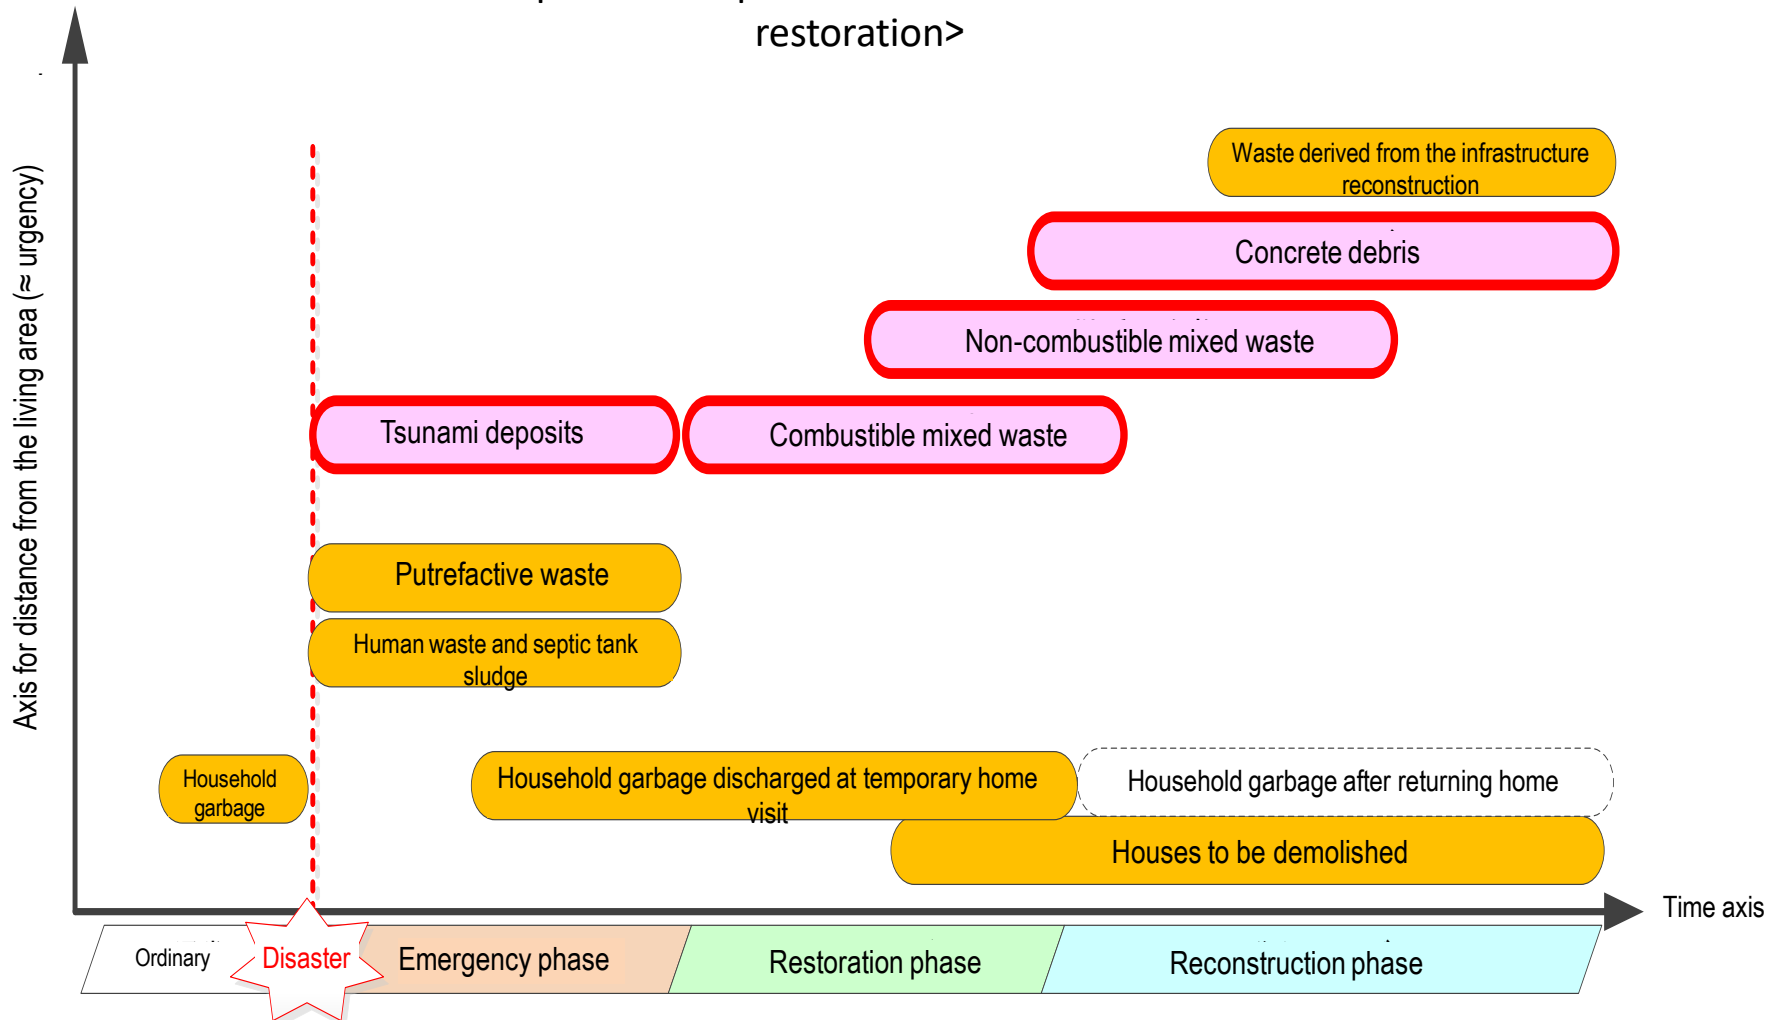 restoration>
Axis for distance from the living area (≈ urgency)
Waste derived from the infrastructure
reconstruction
Concrete debris
Non-combustible mixed waste
Tsunami deposits
Combustible mixed waste
Putrefactive waste
Human waste and septic tank
sludge
Household
garbage
Household garbage discharged at temporary home
visit
Household garbage after returning home
Houses to be demolished
Time axis
Ordinary
Disaster
Emergency phase
Restoration phase
Reconstruction phase